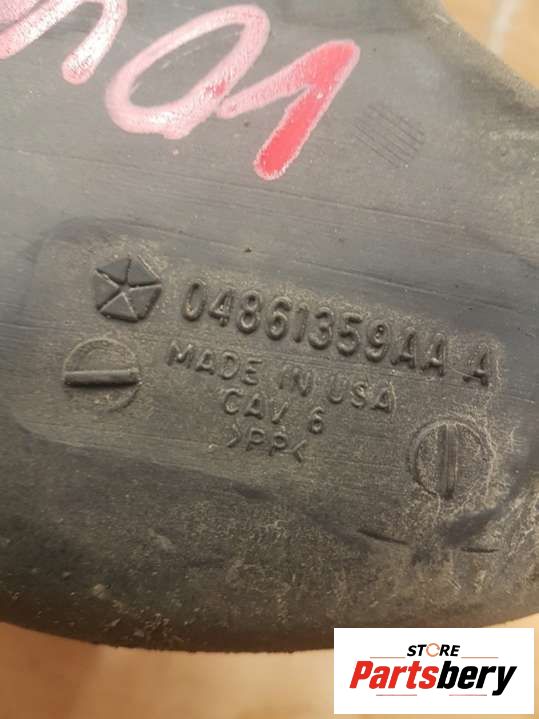 04861359AA A
MADE IN USA
CAV 6
>PP<
STORE
Partsbery